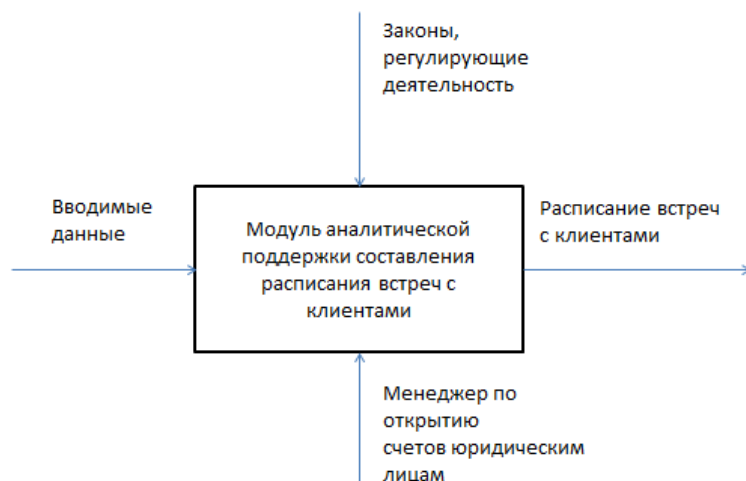 Законы,
регулирующие
деятельность
Вводимые
данные
Модуль аналитической
поддержки составления
расписания встреч с
клиентами
Расписание встреч
с клиентами
Менеджер по
открытию
счетов юридическим
лицам